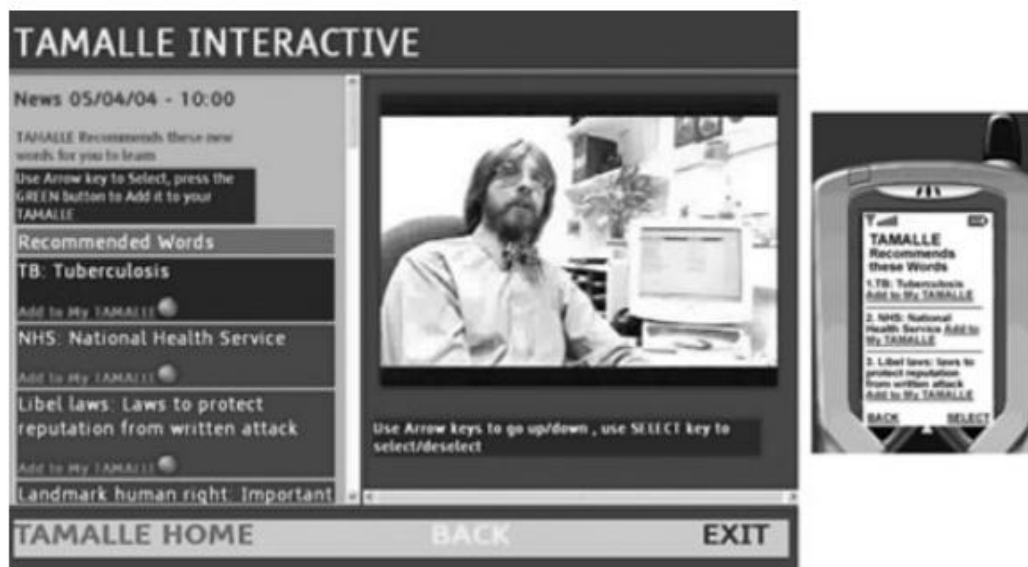 TAMALLE INTERACTIVE
News 05/04/04 - 10:00
TAMALLE Recommends these new
words for you to learn
Use Arrow key to Select, press the
GREEN button to Add it to your
TAMALLE
Recommended Words
TB: Tuberculosis
Add to My TAMALLE
NHS: National Health Service
Add to My TAMALLE
Libel laws: Laws to protect
reputation from written attack
Add to My TAMALLE
Landmark human right: Important
Use Arrow keys to go up/down , use SELECT key to
select/deselect
TAMALLE HOME
BACK
EXIT
TAMALLE
Recommends
these Words
1.TB: Tuberculosis
Add to My TAMALLE
2. NHS: National
Health Service Add to
My TAMALLE
3. Libel laws: laws to
protect reputation
from written attack
Add to My TAMALLE
BACK SELECT